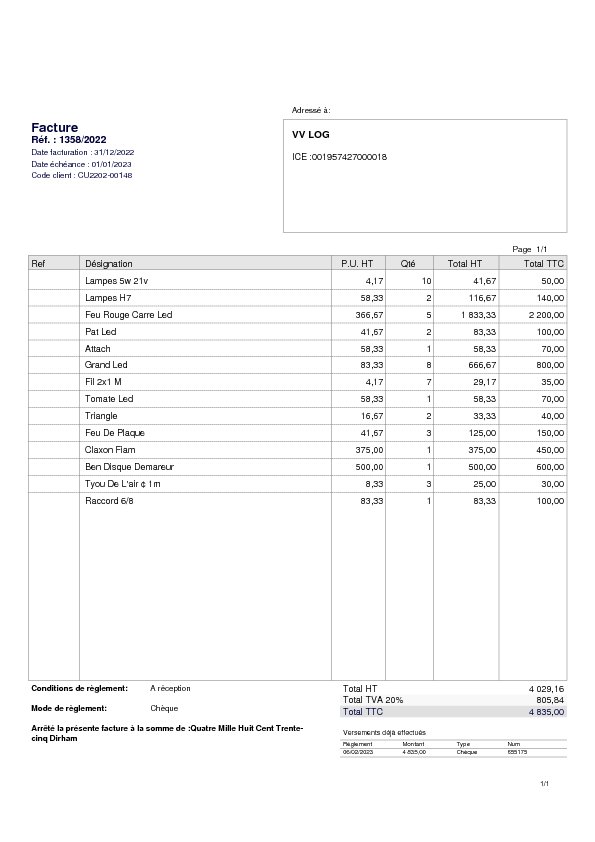 Adressé à:
Facture
Réf. : 1358/2022
Date facturation : 31/12/2022
Date échéance : 01/01/2023
Code client : CU2202-00148
VV LOG
ICE :001957427000018
Page 1/1
Ref Désignation P.U. HT Qté Total HT Total TTC
Lampes 5w 21v 4,17 10 41,67 50,00
Lampes H7 58,33 2 116,67 140,00
Feu Rouge Carre Led 366,67 5 1 833,33 2 200,00
Pat Led 41,67 2 83,33 100,00
Attach 58,33 1 58,33 70,00
Grand Led 83,33 8 666,67 800,00
Fil 2x1 M 4,17 7 29,17 35,00
Tomate Led 58,33 1 58,33 70,00
Triangle 16,67 2 33,33 40,00
Feu De Plaque 41,67 3 125,00 150,00
Claxon Fiam 375,00 1 375,00 450,00
Ben Disque Demareur 500,00 1 500,00 600,00
Tyou De L'air ¢ 1m 8,33 3 25,00 30,00
Raccord 6/8 83,33 1 83,33 100,00
Conditions de règlement: A réception
Mode de règlement: Chèque
Arrêté la présente facture à la somme de :Quatre Mille Huit Cent Trente-
cinq Dirham
Total HT 4 029,16
Total TVA 20% 805,84
Total TTC 4 835,00
Versements déjà effectués
Règlement Montant Type Num
06/02/2023 4 835,00 Chèque 655175
1/1